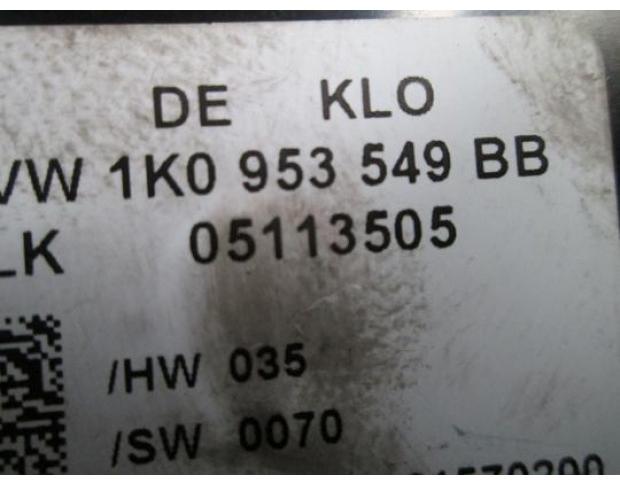 DE KLO
VW 1K0 953 549 BB
LK 05113505
/HW 035
/SW 0070